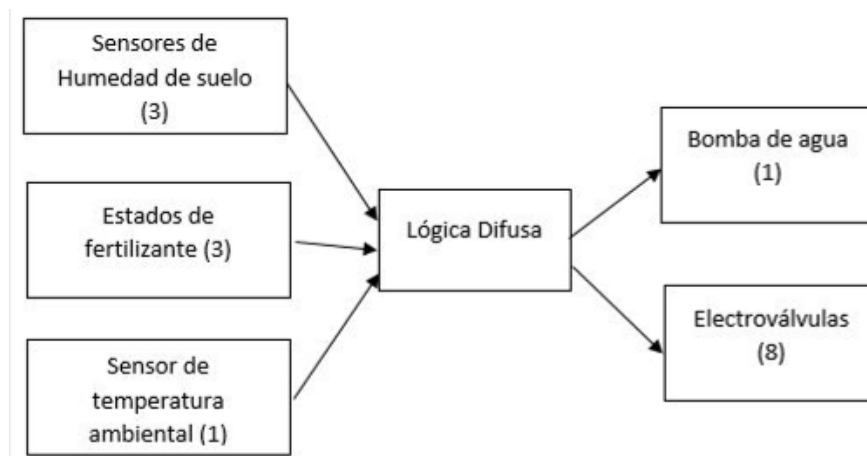 Sensores de
Humedad de suelo
(3)
Estados de
fertilizante (3)
Sensor de
temperatura
ambiental (1)
Lógica Difusa
Bomba de agua
(1)
Electroválvulas
(8)